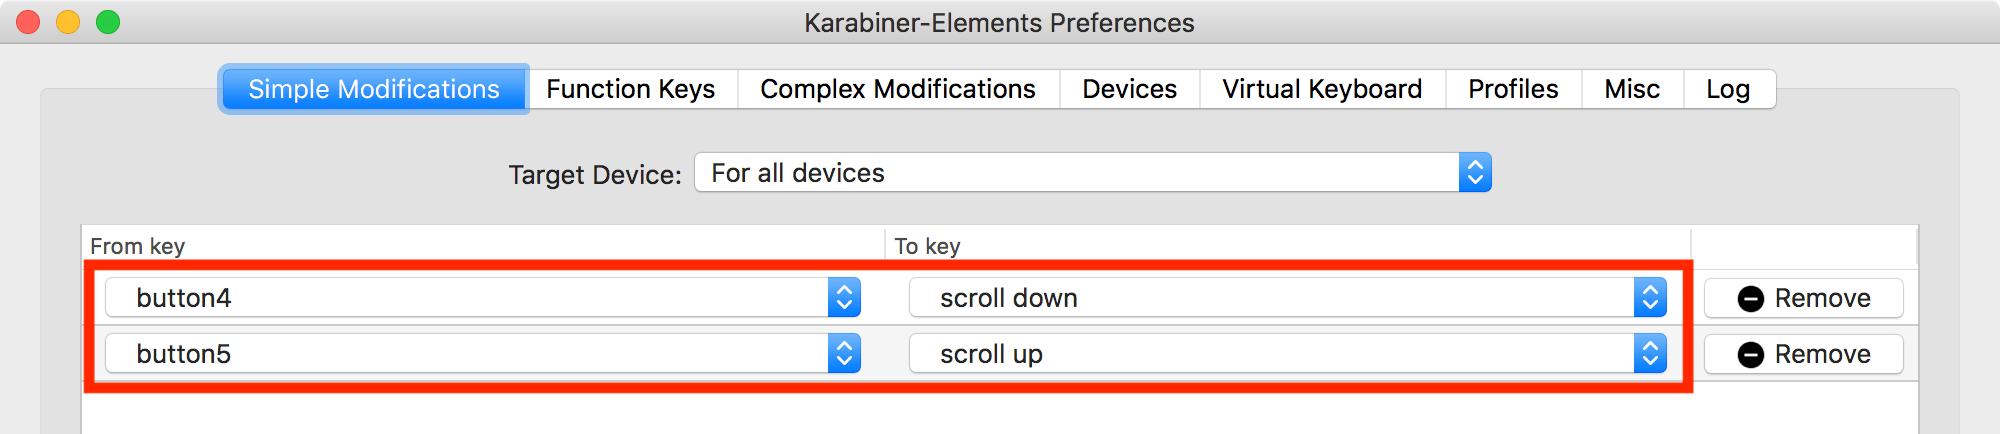 Karabiner-Elements Preferences
Simple Modifications Function Keys Complex Modifications Devices Virtual Keyboard Profiles Misc Log
Target Device: For all devices
From key To key
button4 scroll down Remove
button5 scroll up Remove